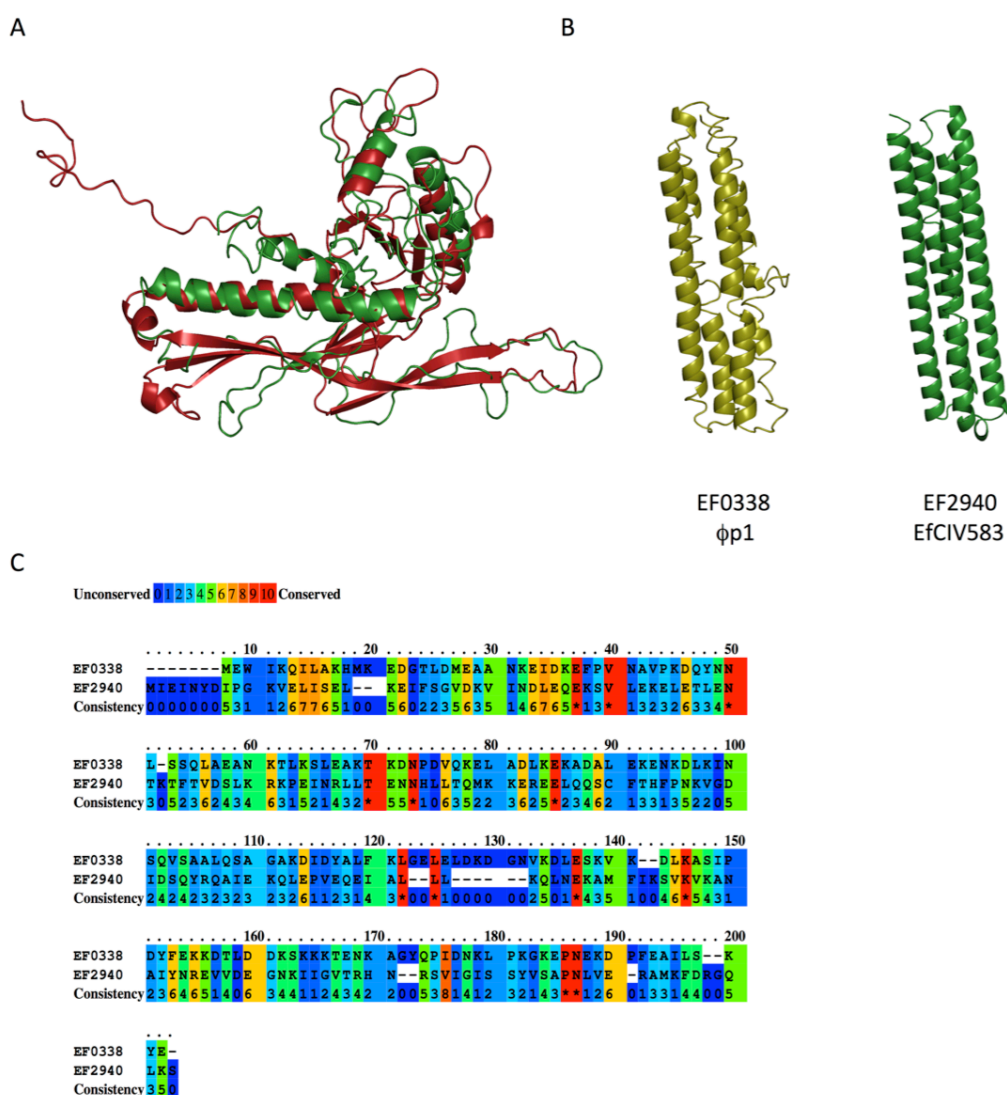 A
B
EF0338
ϕp1
EF2940
EfCIV583
C
Unconserved 0 1 2 3 4 5 6 7 8 9 10 Conserved
. . . . . . . . . 10 . . . . . . . . . 20 . . . . . . . . . 30 . . . . . . . . . 40 . . . . . . . . . 50
EF0338 -------MEW IKQILAKHMK EDGTLDMEAA NKEIDKEFPV NAVPKDQYNN
EF2940 MIEINYDIPG KVELISEL-- KEIFSGVDKV INDLEQEKSV LEKELETLEN
Consistency 0000000531 1267765100 5602235635 146765*13* 132326334*
. . . . . . . . . 60 . . . . . . . . . 70 . . . . . . . . . 80 . . . . . . . . . 90 . . . . . . . . . 100
EF0338 L-SSQLAEAN KTLKSLEAKT KDNPDVQKEL ADLKEKADAL EKENKDLKIN
EF2940 TKTFTVDSLK RKPEINRLLT ENNHLLTQMK KEREELQQSC FTHFPNKVGD
Consistency 3052362434 631521432* 55*1063522 3625*23462 1331352260
. . . . . . . . . 110 . . . . . . . . . 120 . . . . . . . . . 130 . . . . . . . . . 140 . . . . . . . . . 150
EF0338 SQVSAALQSA GAKDIDYALF KLGELELDKD GNVKDLESKV K--DLKASIP
EF2940 IDSQYRQAIE KQLEPVEQEI AL--LL---- --KQLNEKAM FIKSVKVKAN
Consistency 2424232323 2326112314 3*00*10000 002501*435 10046*5431
. . . . . . . . . 160 . . . . . . . . . 170 . . . . . . . . . 180 . . . . . . . . . 190 . . . . . . . . . 200
EF0338 DYFEKKDTLD DKSKKKTENK AGYQPIDNKL PKGKEPNEKD PFEAILS--K
EF2940 AIYNREVVDE GNKIIGVTRH N--RSVIGIS SYVSAPNLVE -RAMKFDRGQ
Consistency 2364651406 3441124342 2005381412 32143**126 0133144005
. . .
EF0338 YE-
EF2940 LKS
Consistency 350